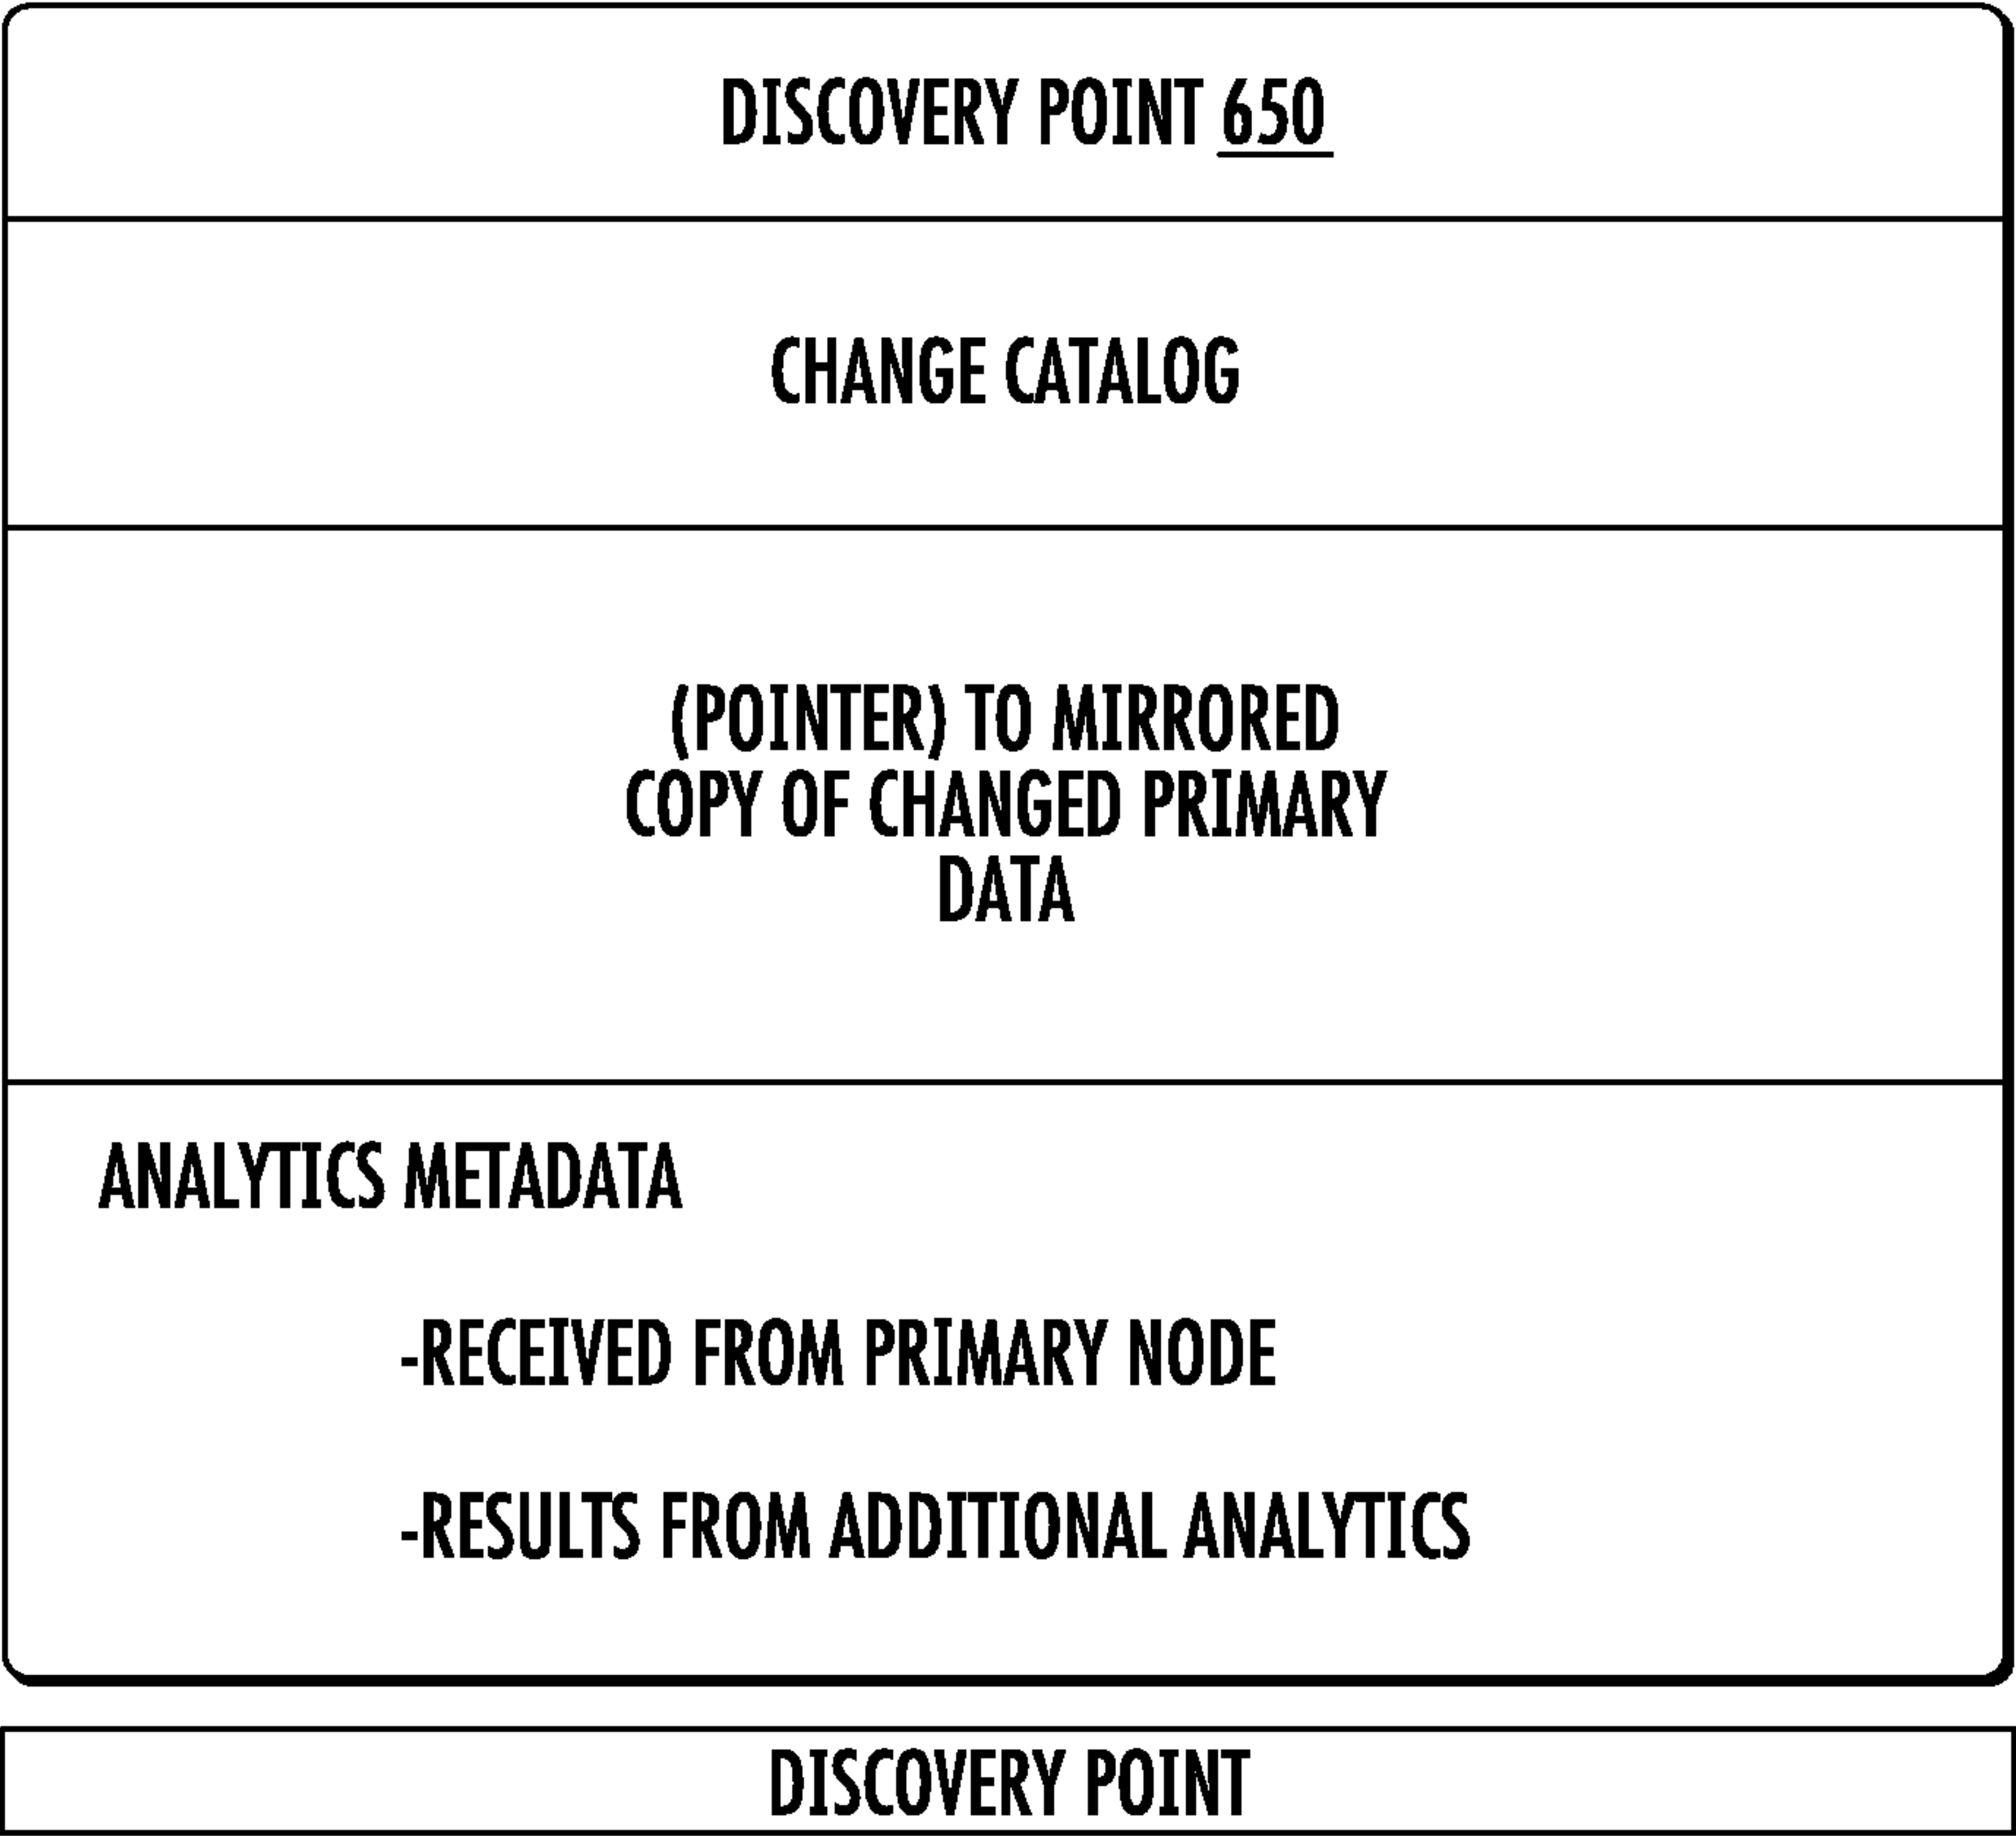 DISCOVERY POINT 650
CHANGE CATALOG
(POINTER) TO MIRRORED
COPY OF CHANGED PRIMARY
DATA
ANALYTICS METADATA
-RECEIVED FROM PRIMARY NODE
-RESULTS FROM ADDITIONAL ANALYTICS
DISCOVERY POINT